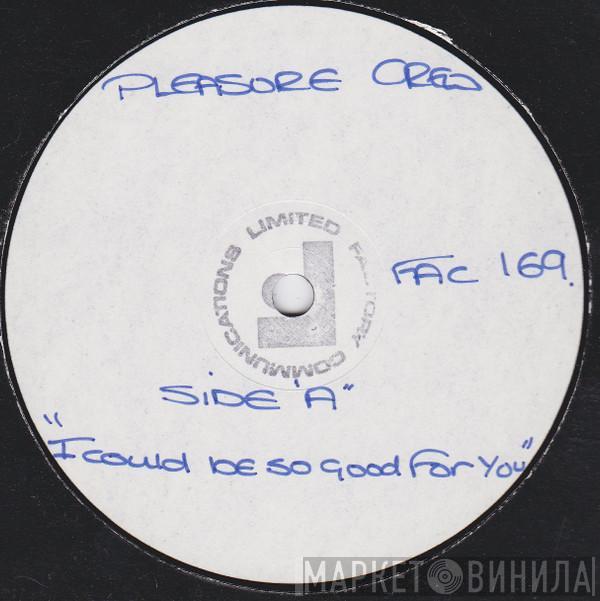 PLEASURE CREW
LIMITED FACTORY COMMUNICATIONS
FAC 169.
SIDE 'A"
"I could be so good for you"
МАРКЕТ ВИНИЛА